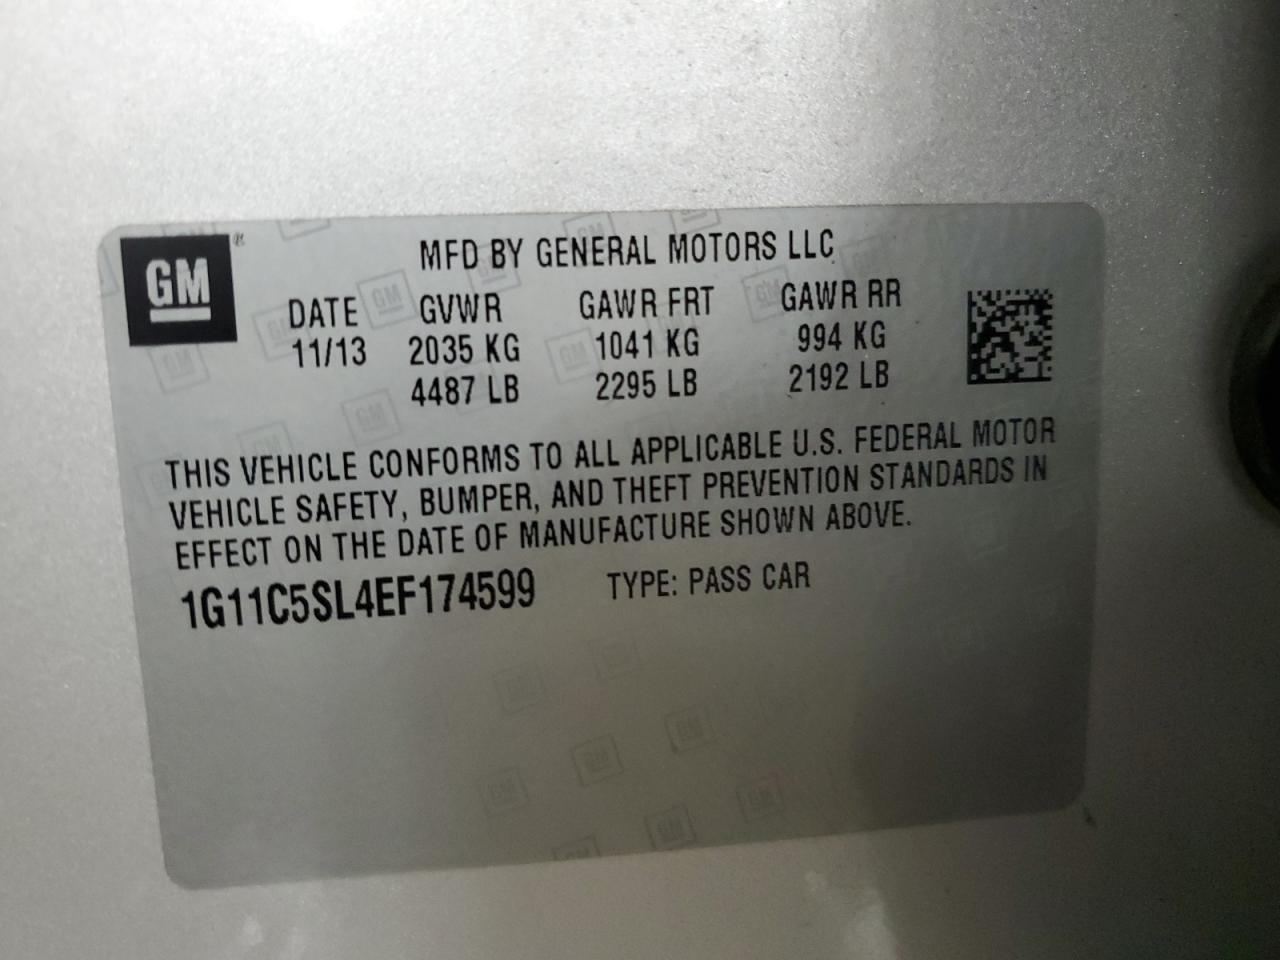 GM ®
MFD BY GENERAL MOTORS LLC
DATE GVWR GAWR FRT GAWR RR
11/13 2035 KG 1041 KG 994 KG
4487 LB 2295 LB 2192 LB
THIS VEHICLE CONFORMS TO ALL APPLICABLE U.S. FEDERAL MOTOR
VEHICLE SAFETY, BUMPER, AND THEFT PREVENTION STANDARDS IN
EFFECT ON THE DATE OF MANUFACTURE SHOWN ABOVE.
1G11C5SL4EF174599 TYPE: PASS CAR